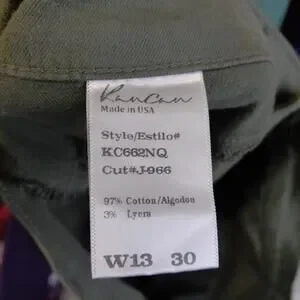 Kancan
Made in USA
Style/Estilo#
KC662NQ
Cut#J-966
97% Cotton/Algodon
3% Lycra
W13 30